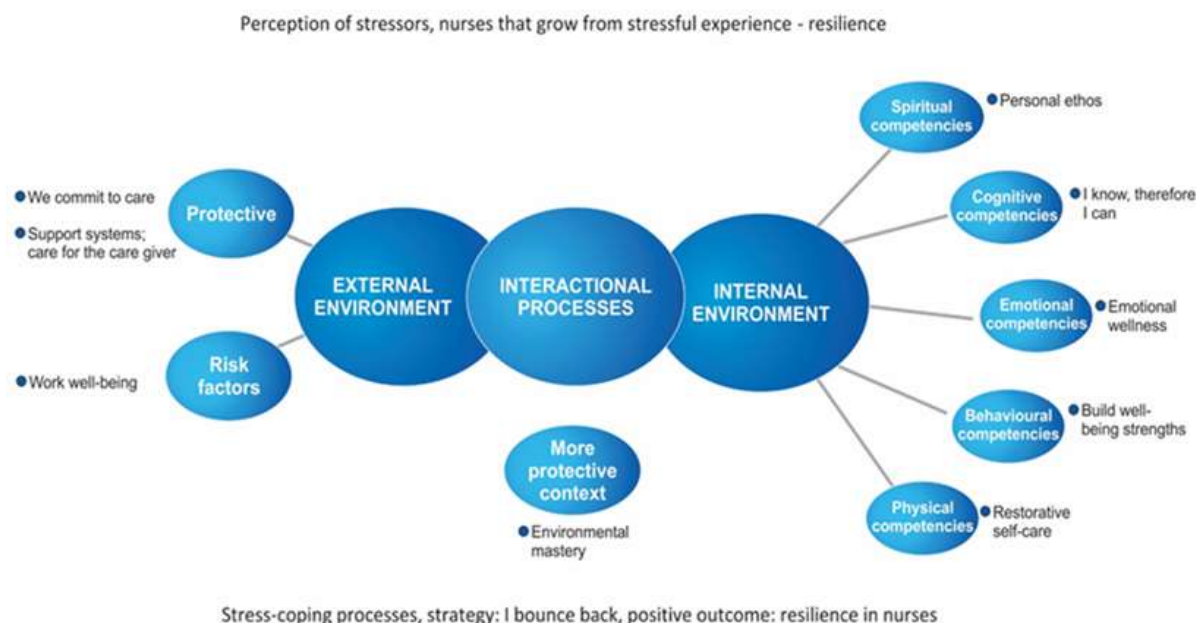 Perception of stressors, nurses that grow from stressful experience - resilience
Spiritual
competencies
Personal ethos
We commit to care
Support systems;
care for the care giver
Protective
Cognitive
competencies
I know, therefore
I can
EXTERNAL
ENVIRONMENT
INTERACTIONAL
PROCESSES
INTERNAL
ENVIRONMENT
Emotional
competencies
Emotional
wellness
Work well-being
Risk
factors
Behavioural
competencies
Build well-
being strengths
More
protective
context
Environmental
mastery
Physical
competencies
Restorative
self-care
Stress-coping processes, strategy: I bounce back, positive outcome: resilience in nurses